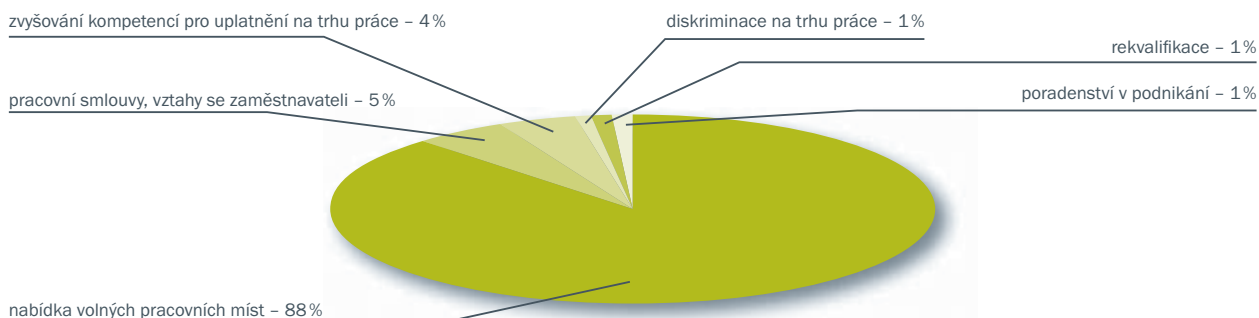 zvyšování kompetencí pro uplatnění na trhu práce – 4 %
diskriminace na trhu práce – 1 %
rekvalifikace – 1 %
pracovní smlouvy, vztahy se zaměstnavateli – 5 %
poradenství v podnikání – 1 %
nabídka volných pracovních míst – 88 %